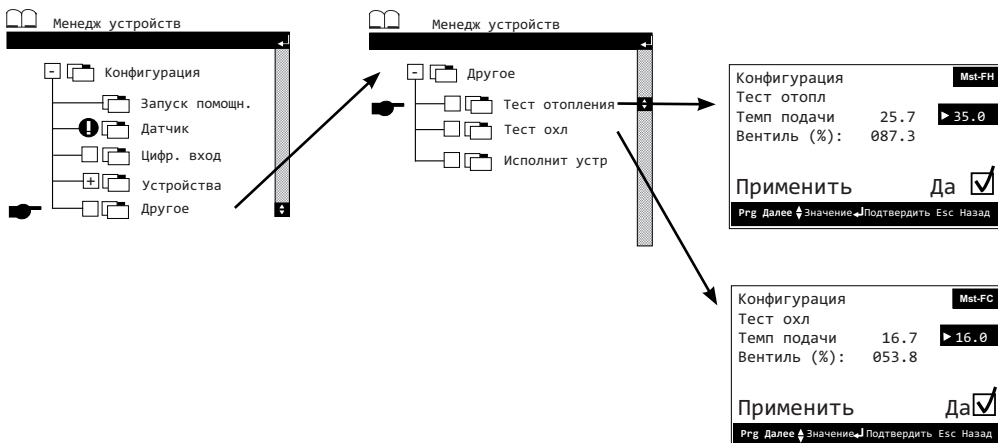 Менедж устройств
Конфигурация
Запуск помощн.
Датчик
Цифр. вход
Устройства
Другое
Менедж устройств
Другое
Тест отопления
Тест охл
Исполнит устр
Конфигурация Mst-FH
Тест отопл
Темп подачи 25.7 ►35.0
Вентиль (%): 087.3
Применить Да
Prg Далее Значение Подтвердить Esc Назад
Конфигурация Mst-FC
Тест охл
Темп подачи 16.7 ►16.0
Вентиль (%): 053.8
Применить Да
Prg Далее Значение Подтвердить Esc Назад